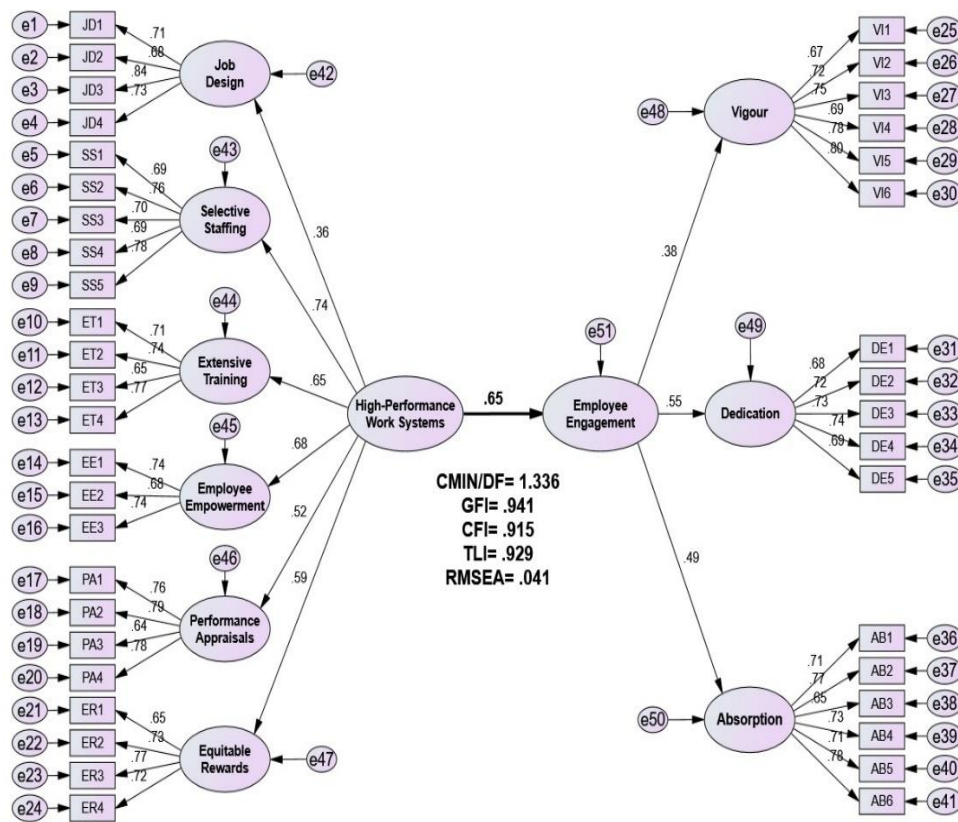 e1 JD1
e2 JD2
e3 JD3
e4 JD4
.71
.68
.84
.73
Job
Design
e42
e5 SS1
e6 SS2
e7 SS3
e8 SS4
e9 SS5
.69
.76
.70
.69
.78
e43
Selective
Staffing
e10 ET1
e11 ET2
e12 ET3
e13 ET4
.71
.74
.65
.77
e44
Extensive
Training
e14 EE1
e15 EE2
e16 EE3
.74
.68
.74
e45
Employee
Empowerment
e17 PA1
e18 PA2
e19 PA3
e20 PA4
.76
.79
.64
.78
e46
Performance
Appraisals
e21 ER1
e22 ER2
e23 ER3
e24 ER4
.65
.73
.77
.72
Equitable
Rewards
e47
.36
.74
.65
.68
.52
.59
High-Performance
Work Systems
.65
e51
Employee
Engagement
CMIN/DF= 1.336
GFI= .941
CFI= .915
TLI= .929
RMSEA= .041
.38
.55
.49
e48
Vigour
.67
.72
.75
.69
.78
.80
VI1 e25
VI2 e26
VI3 e27
VI4 e28
VI5 e29
VI6 e30
e49
Dedication
.68
.72
.73
.74
.69
DE1 e31
DE2 e32
DE3 e33
DE4 e34
DE5 e35
e50
Absorption
.71
.77
.65
.73
.71
.78
AB1 e36
AB2 e37
AB3 e38
AB4 e39
AB5 e40
AB6 e41